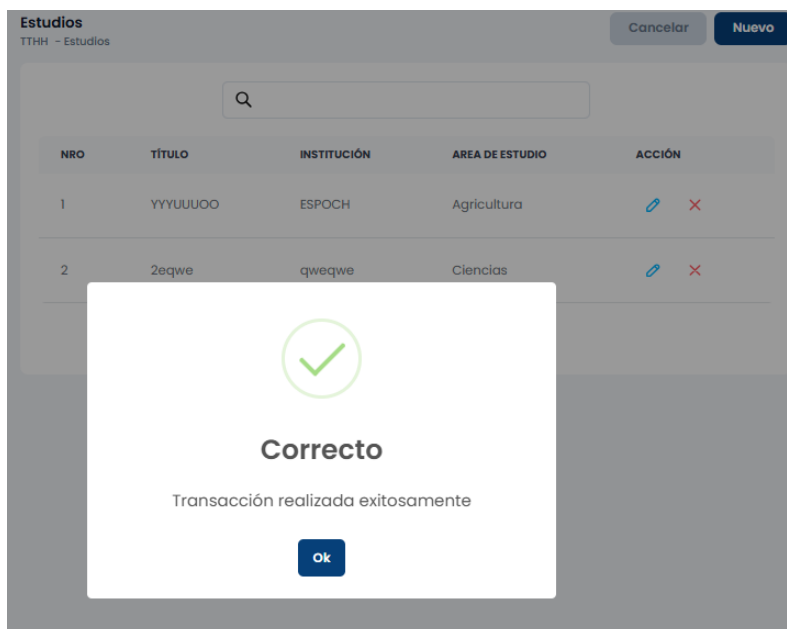 Estudios
TTHH - Estudios
Cancelar
Nuevo
NRO TÍTULO INSTITUCIÓN AREA DE ESTUDIO ACCIÓN
1 YYYUUUOO ESPOCH Agricultura
2 2eqwe qweqwe Ciencias
Correcto
Transacción realizada exitosamente
Ok